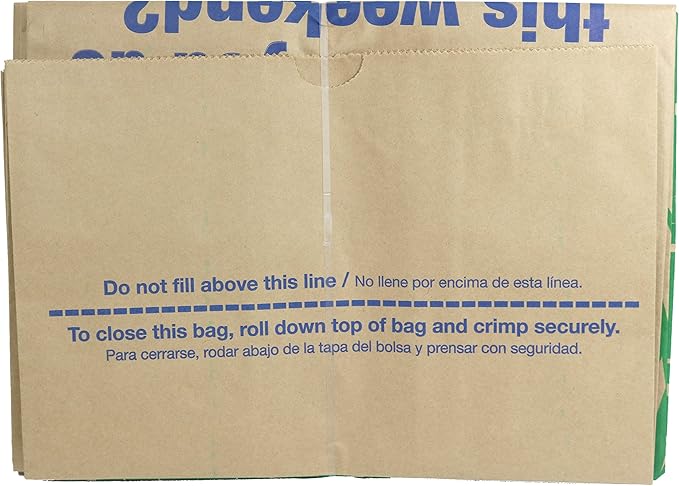 this weekend?
you do
Do not fill above this line / No llene por encima de esta línea.
To close this bag, roll down top of bag and crimp securely.
Para cerrarse, rodar abajo de la tapa del bolsa y prensar con seguridad.